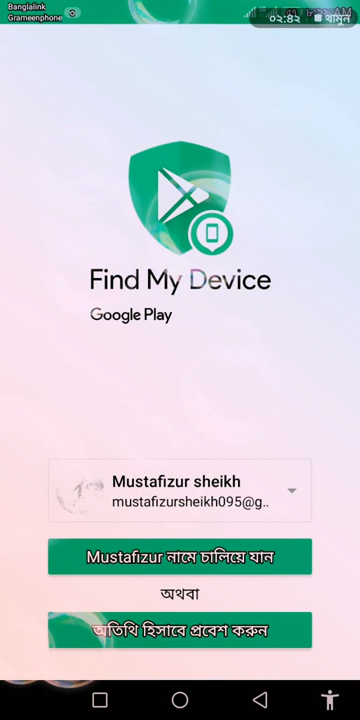 Banglalink
Grameenphone
০২:৪২ থামুন
Find My Device
Google Play
Mustafizur sheikh
mustafizursheikh095@g..
Mustafizur নামে চালিয়ে যান
অথবা
অতিথি হিসাবে প্রবেশ করুন